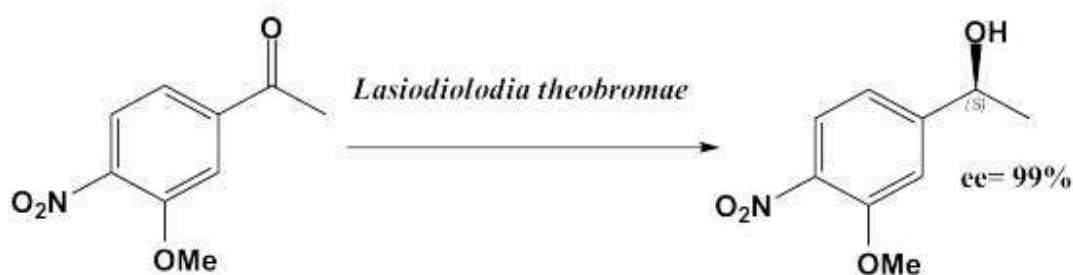 O
O₂N
OMe
Lasiodiolodia theobromae
OH
(S)
O₂N
OMe
ee= 99%